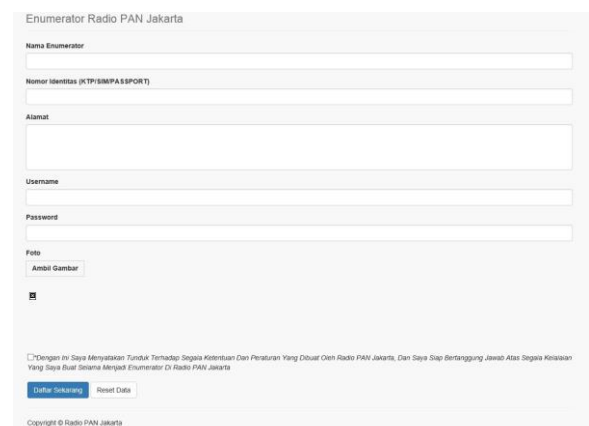 Enumerator Radio PAN Jakarta
Nama Enumerator
Nomor Identitas (KTP/SIM/PASSPORT)
Alamat
Username
Password
Foto
Ambil Gambar
*Dengan Ini Saya Menyatakan Tunduk Terhadap Segala Ketentuan Dan Peraturan Yang Dibuat Oleh Radio PAN Jakarta, Dan Saya Siap Bertanggung Jawab Atas Segala Kelalaian
Yang Saya Buat Selama Menjadi Enumerator Di Radio PAN Jakarta
Daftar Sekarang Reset Data
Copyright © Radio PAN Jakarta